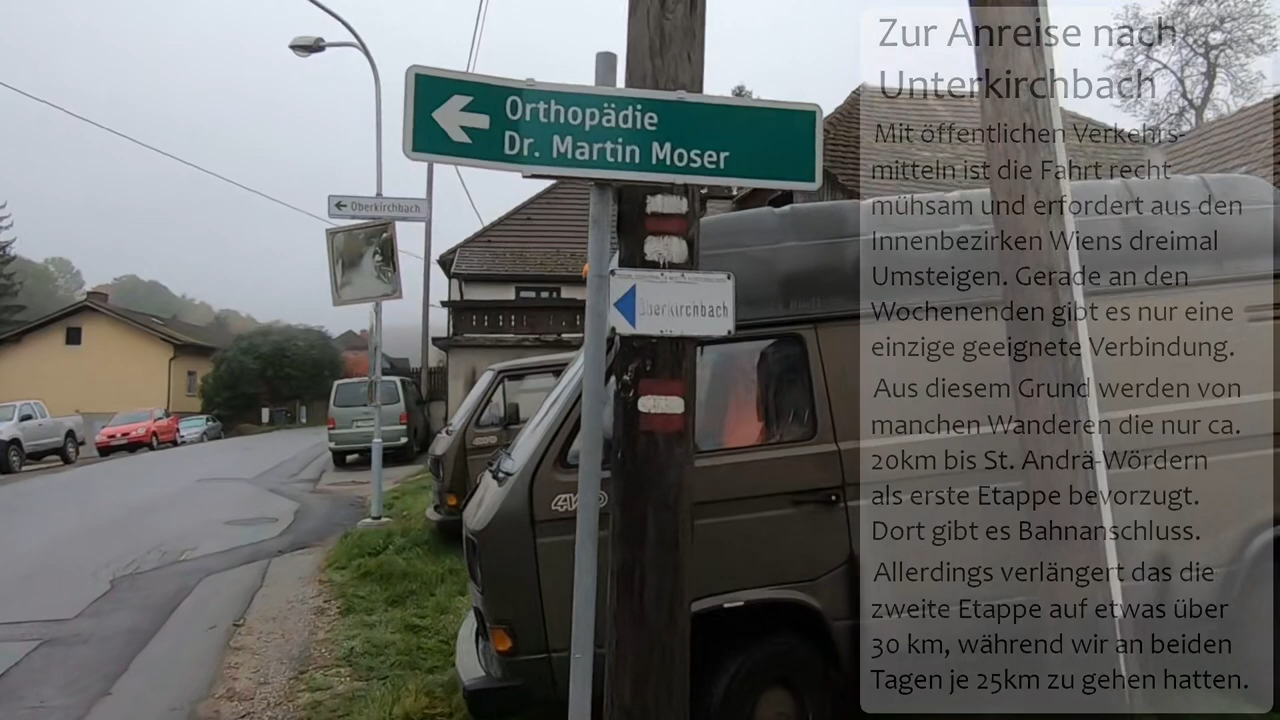 Orthopädie
Dr. Martin Moser
Oberkirchbach
Oberkirchbach
4WD
Zur Anreise nach
Unterkirchbach
Mit öffentlichen Verkehrs-
mitteln ist die Fahrt recht
mühsam und erfordert aus den
Innenbezirken Wiens dreimal
Umsteigen. Gerade an den
Wochenenden gibt es nur eine
einzige geeignete Verbindung.
Aus diesem Grund werden von
manchen Wanderen die nur ca.
20km bis St. Andrä-Wördern
als erste Etappe bevorzugt.
Dort gibt es Bahnanschluss.
Allerdings verlängert das die
zweite Etappe auf etwas über
30 km, während wir an beiden
Tagen je 25km zu gehen hatten.